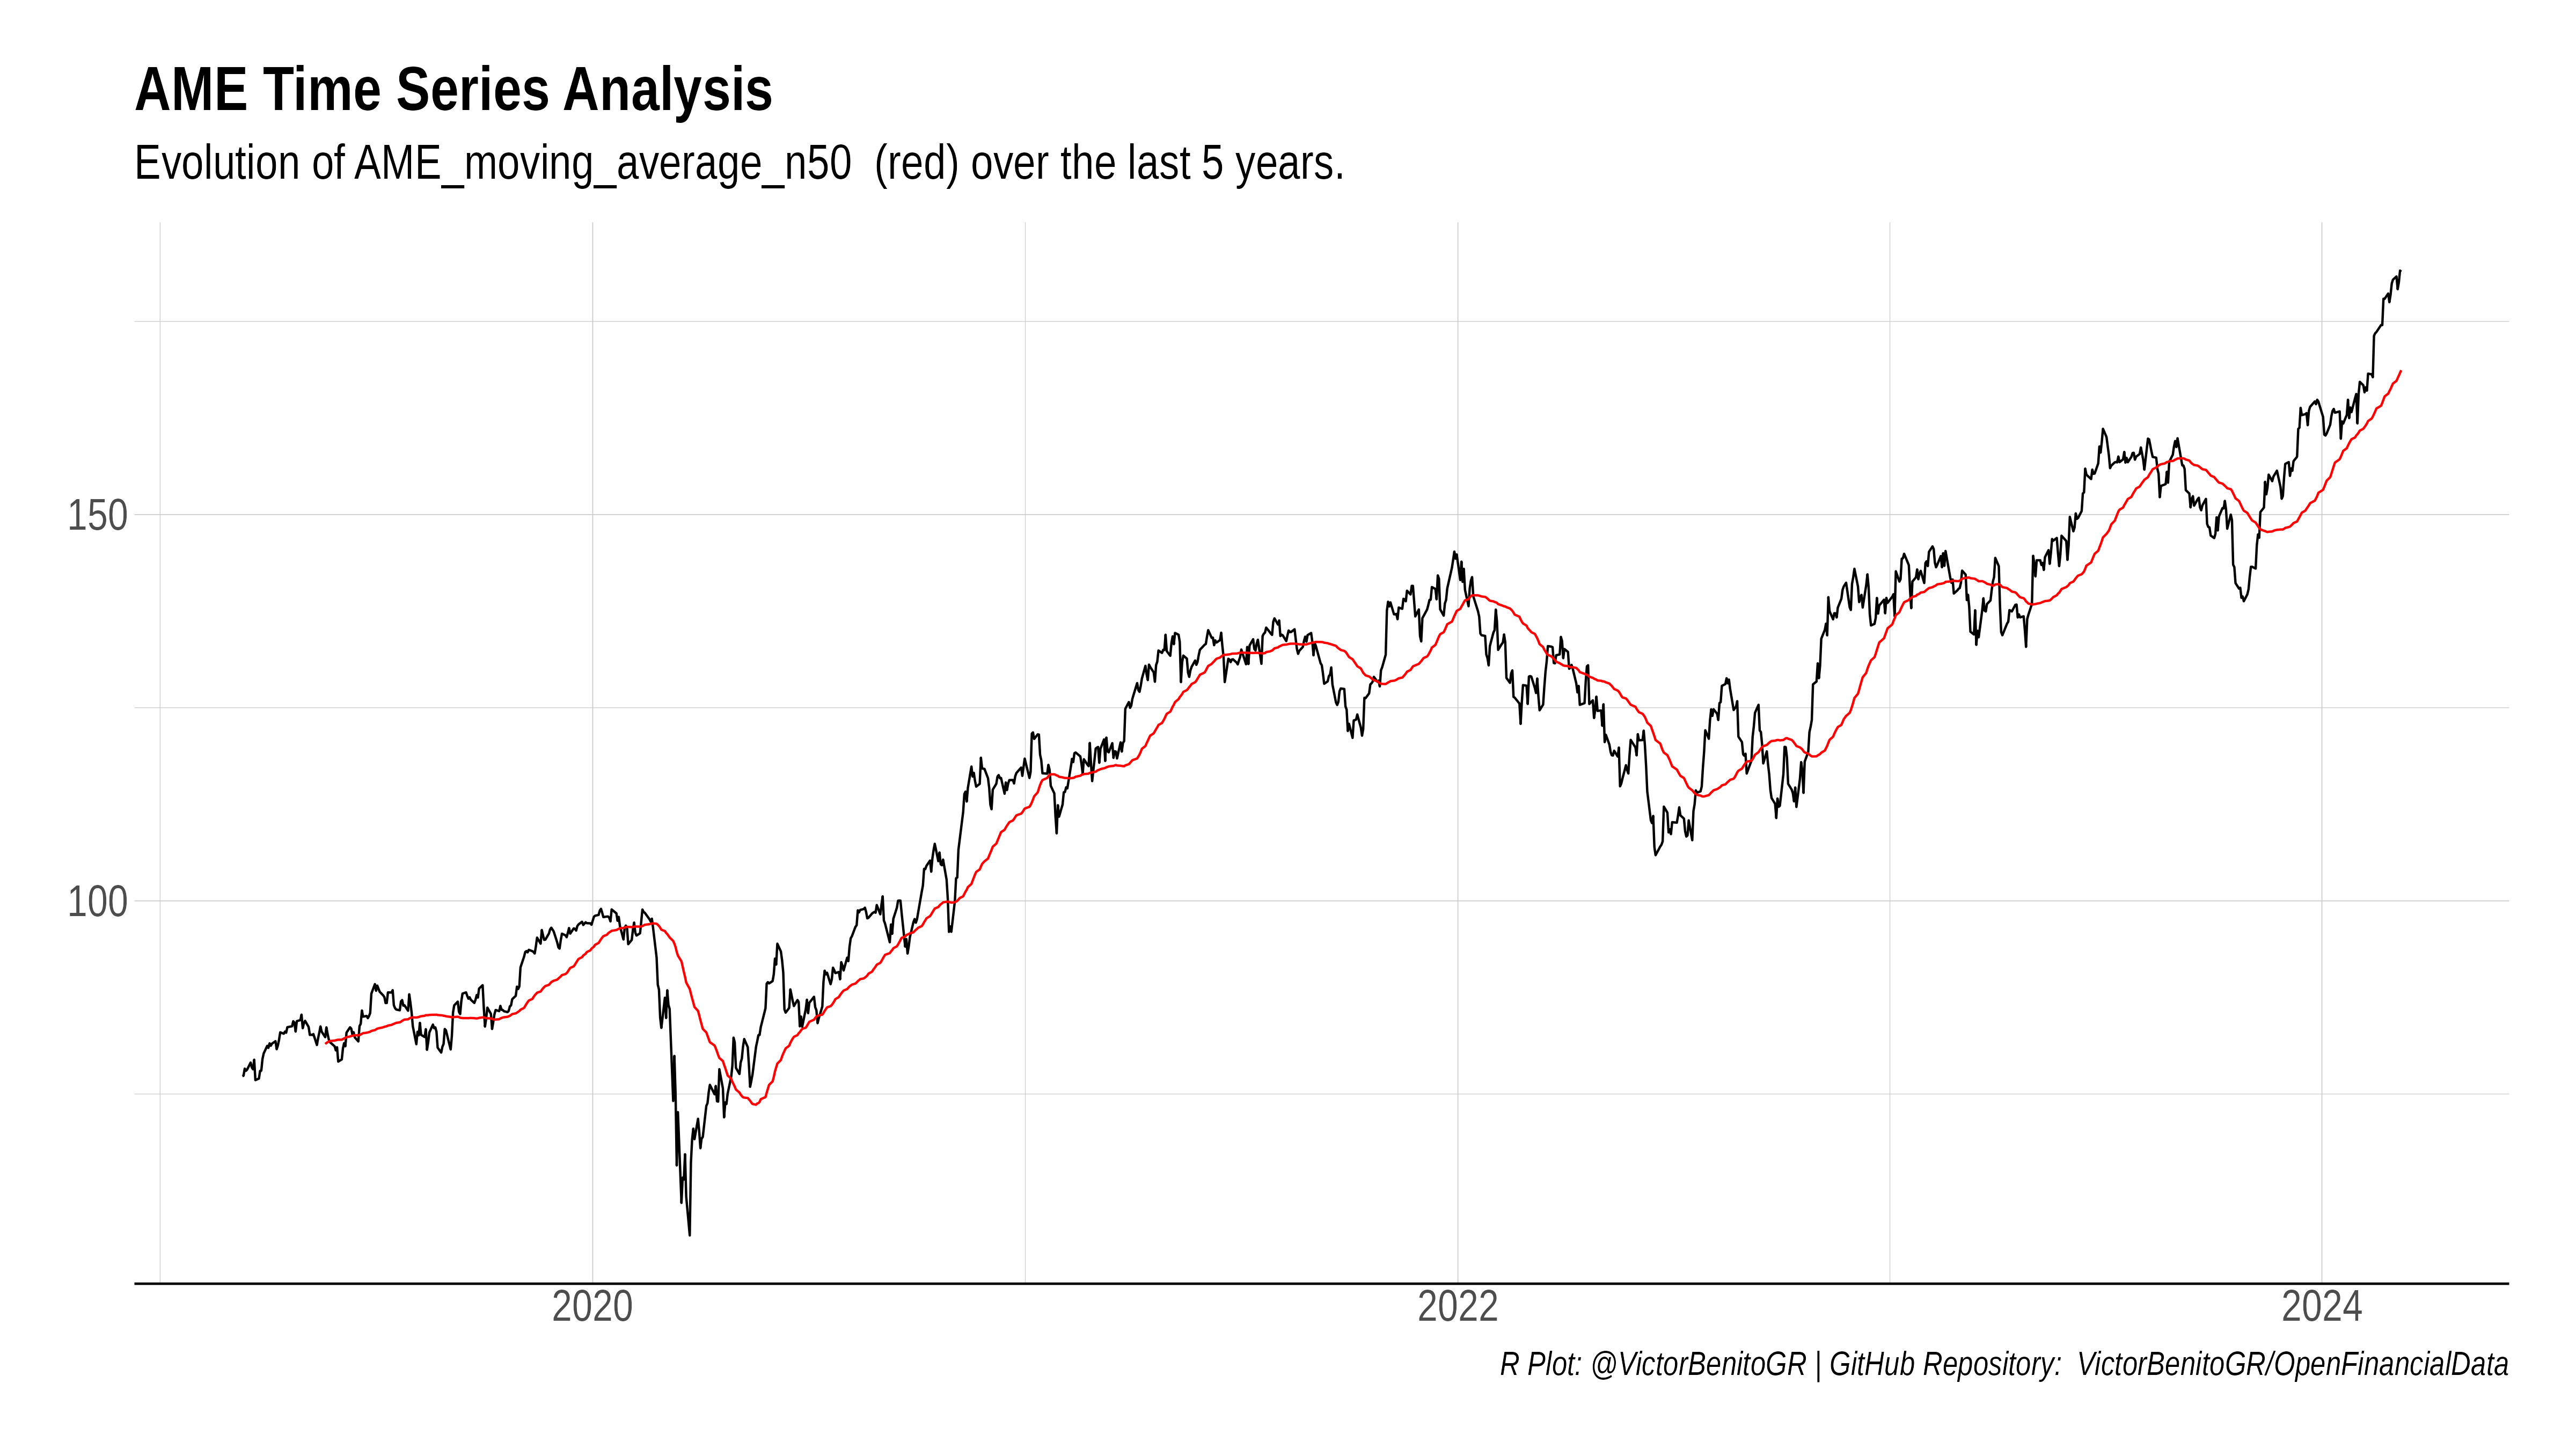 AME Time Series Analysis
Evolution of AME_moving_average_n50  (red) over the last 5 years.
150
100
2020 2022 2024
R Plot: @VictorBenitoGR | GitHub Repository:  VictorBenitoGR/OpenFinancialData